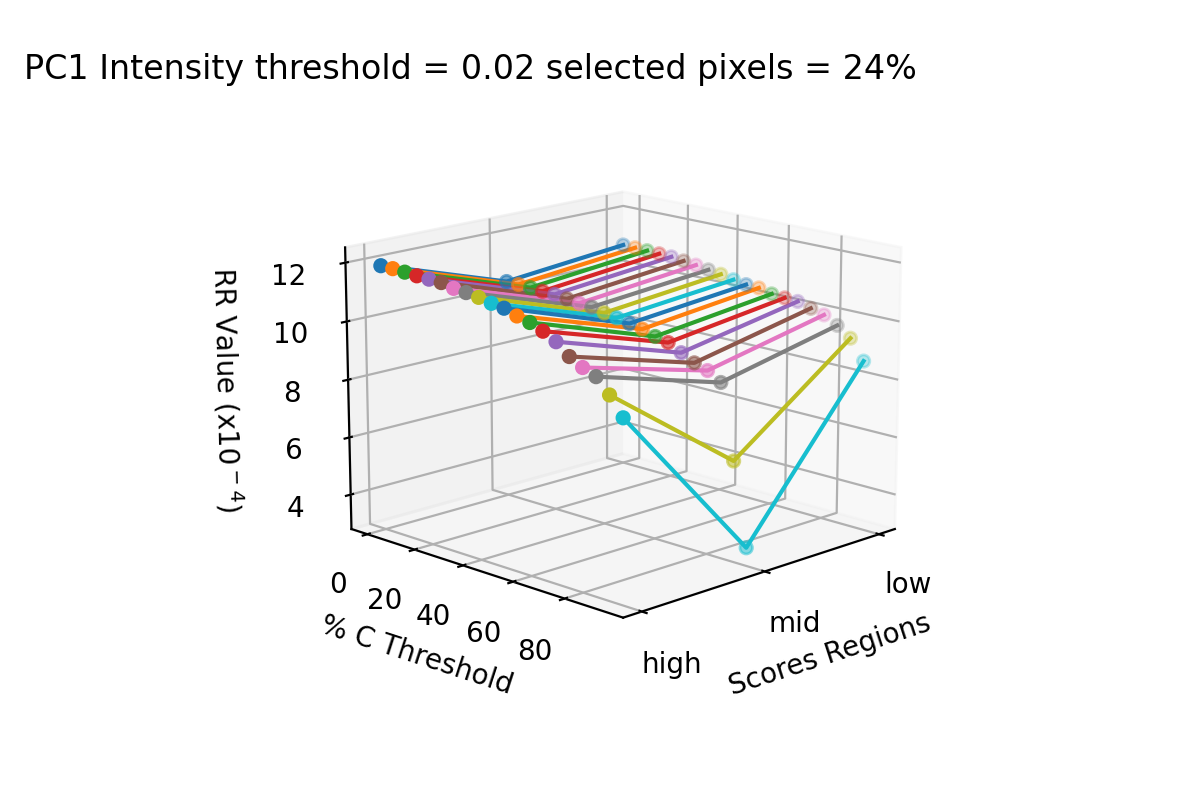 PC1 Intensity threshold = 0.02 selected pixels = 24%
12
10
8
6
4
RR Value (x10⁻⁴)
0
20
40
60
80
% C Threshold
high
mid
low
Scores Regions